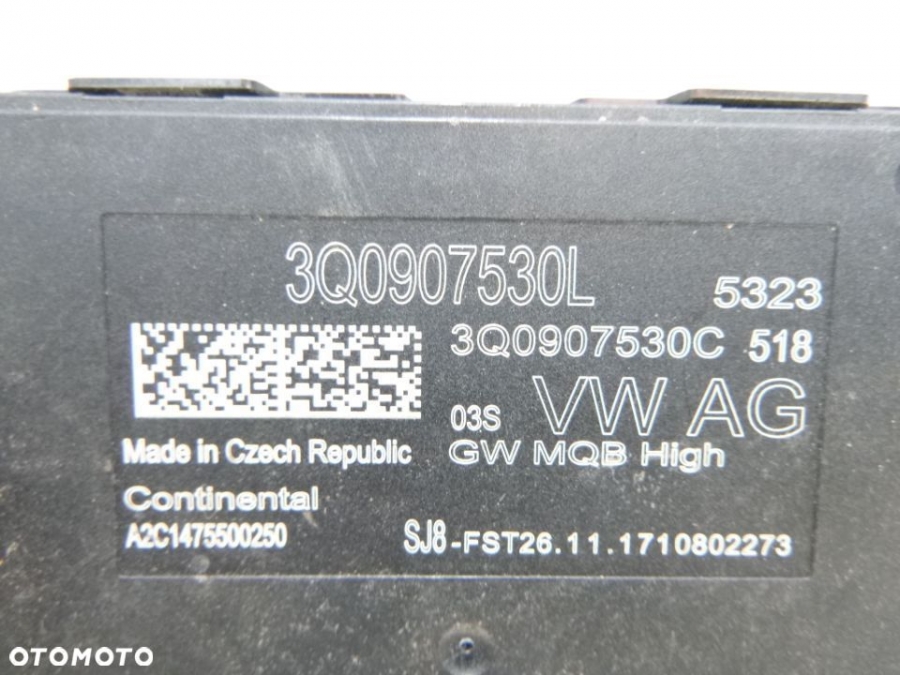 3Q0907530L
5323
3Q0907530C 518
03S VW AG
Made in Czech Republic
GW MQB High
Continental
A2C1475500250
SJ8-FST26.11.1710802273
OTOMOTO